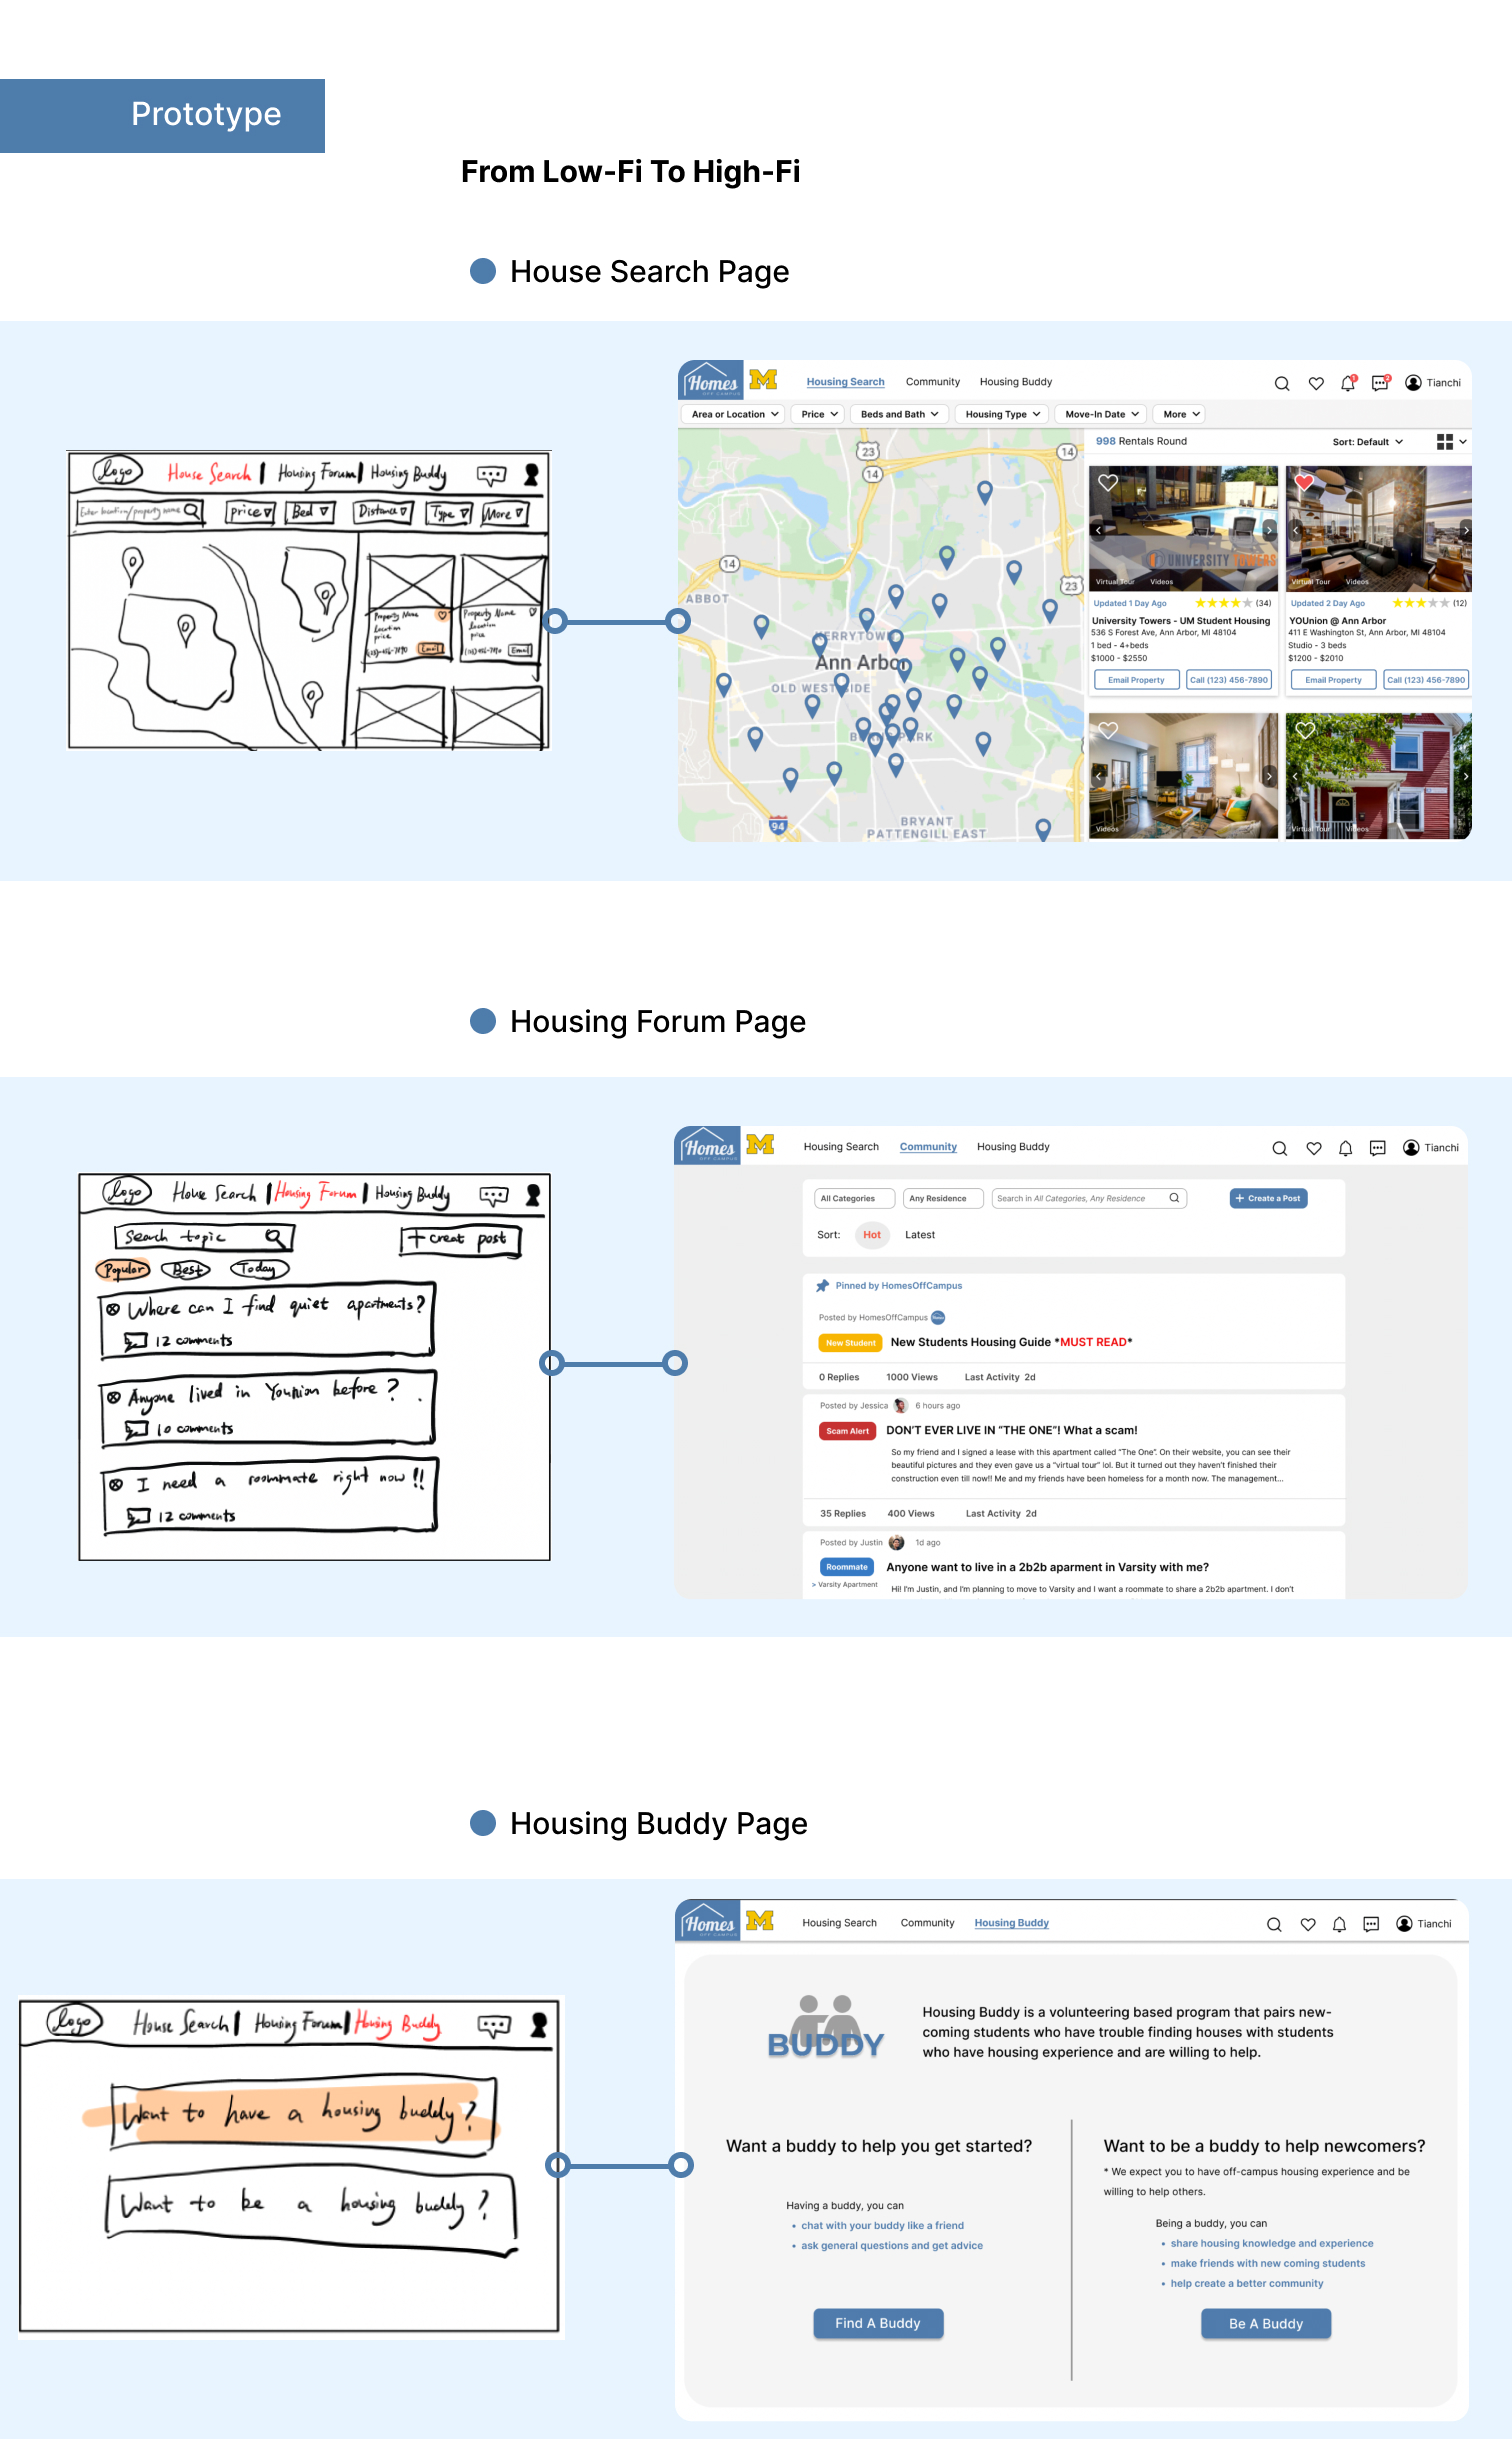 Prototype
From Low-Fi To High-Fi
House Search Page
logo House Search | Housing Forum | Housing Buddy
Enter location/property name price Bed Distance Type More
Property Name
location
price
Email
Property Name
location
price
Email
Homes
OFF CAMPUS
M
Housing Search Community Housing Buddy
1 2 Tianchi
Area or Location Price Beds and Bath Housing Type Move-In Date More
998 Rentals Round Sort: Default
23
14
14
14
23
ABBOT
KERRYTOWN
Ann Arbor
OLD WEST SIDE
BURNS PARK
BRYANT
PATTENGILL EAST
94
UNIVERSITY TOWERS
Virtual Tour Videos
Updated 1 Day Ago (34)
University Towers - UM Student Housing
536 S Forest Ave, Ann Arbor, MI 48104
1 bed - 4+beds
$1000 - $2550
Email Property Call (123) 456-7890
Virtual Tour Videos
Updated 2 Day Ago (12)
YOUnion @ Ann Arbor
411 E Washington St, Ann Arbor, MI 48104
Studio - 3 beds
$1200 - $2010
Email Property Call (123) 456-7890
Videos
Virtual Tour Videos
Housing Forum Page
logo House Search | Housing Forum | Housing Buddy
Search topic + creat post
Popular Best Today
Where can I find quiet apartments?
12 comments
Anyone lived in Younion before?
10 comments
I need a roommate right now!!
12 comments
Homes
OFF CAMPUS
M
Housing Search Community Housing Buddy
Tianchi
All Categories Any Residence Search in All Categories, Any Residence + Create a Post
Sort: Hot Latest
Pinned by HomesOffCampus
Posted by HomesOffCampus
New Student New Students Housing Guide *MUST READ*
0 Replies 1000 Views Last Activity 2d
Posted by Jessica 6 hours ago
Scam Alert DON'T EVER LIVE IN “THE ONE”! What a scam!
So my friend and I signed a lease with this apartment called “The One”. On their website, you can see their
beautiful pictures and they even gave us a “virtual tour” lol. But it turned out they haven't finished their
construction even till now!! Me and my friends have been homeless for a month now. The management...
35 Replies 400 Views Last Activity 2d
Posted by Justin 1d ago
Roommate Anyone want to live in a 2b2b aparment in Varsity with me?
> Varsity Apartment Hi! I'm Justin, and I'm planning to move to Varsity and I want a roommate to share a 2b2b apartment. I don't
Housing Buddy Page
logo House Search | Housing Forum | Housing Buddy
Want to have a housing buddy?
Want to be a housing buddy?
Homes
OFF CAMPUS
M
Housing Search Community Housing Buddy
Tianchi
BUDDY
Housing Buddy is a volunteering based program that pairs new-
coming students who have trouble finding houses with students
who have housing experience and are willing to help.
Want a buddy to help you get started?
Having a buddy, you can
• chat with your buddy like a friend
• ask general questions and get advice
Find A Buddy
Want to be a buddy to help newcomers?
* We expect you to have off-campus housing experience and be
willing to help others.
Being a buddy, you can
• share housing knowledge and experience
• make friends with new coming students
• help create a better community
Be A Buddy